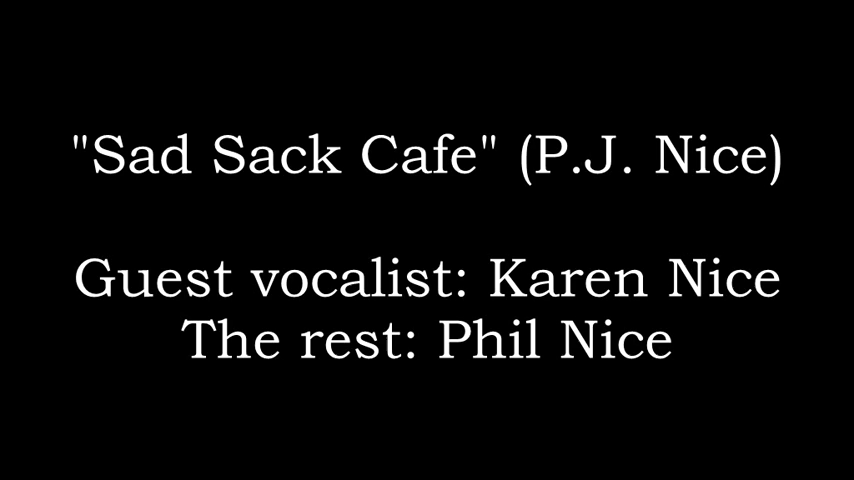 "Sad Sack Cafe" (P.J. Nice)
Guest vocalist: Karen Nice
The rest: Phil Nice